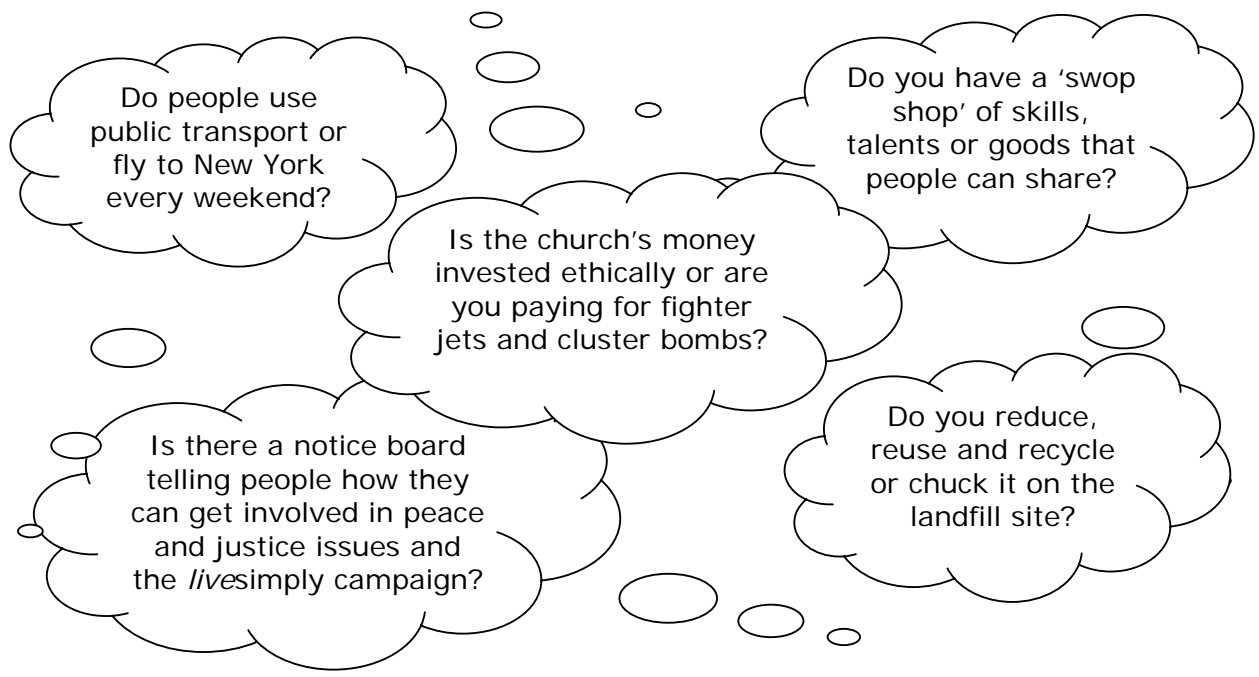 Do people use
public transport or
fly to New York
every weekend?
Do you have a ‘swop
shop’ of skills,
talents or goods that
people can share?
Is the church’s money
invested ethically or are
you paying for fighter
jets and cluster bombs?
Is there a notice board
telling people how they
can get involved in peace
and justice issues and
the livesimply campaign?
Do you reduce,
reuse and recycle
or chuck it on the
landfill site?